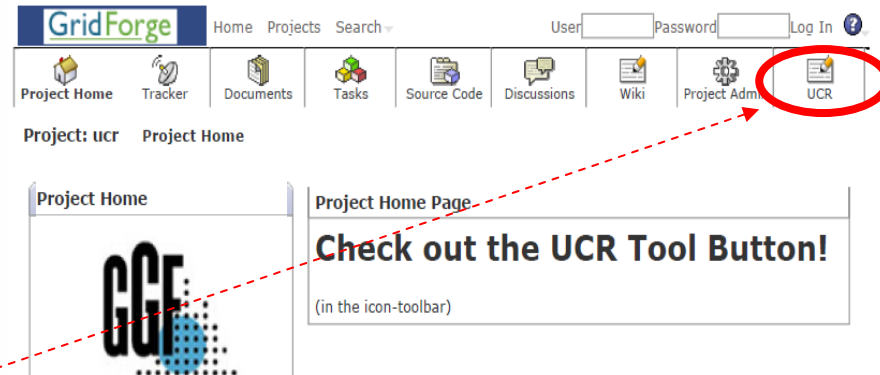 GridForge Home Projects Search User Password Log In ?
Project Home Tracker Documents Tasks Source Code Discussions Wiki Project Admin UCR
Project: ucr Project Home
Project Home
Project Home Page
Check out the UCR Tool Button!
(in the icon-toolbar)
GGF